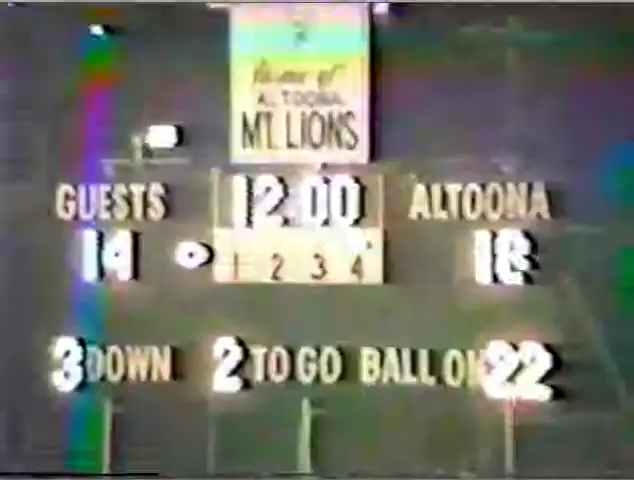 Home of
ALTOONA
MT. LIONS
GUESTS 12:00 ALTOONA
14 1 2 3 4
3 DOWN 2 TO GO BALL ON 22